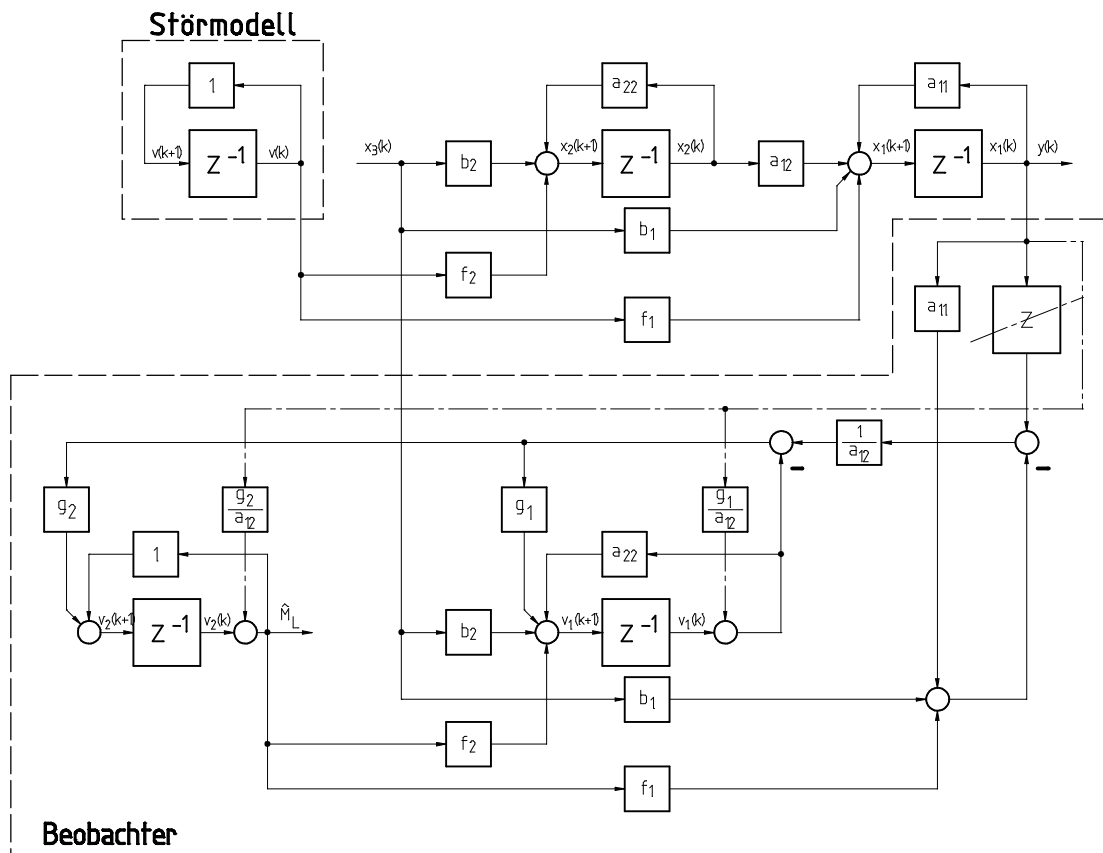 Störmodell
1
a22
a11
v(k+1)
z⁻¹
v(k)
x3(k)
b2
x2(k+1)
z⁻¹
x2(k)
a12
x1(k+1)
z⁻¹
x1(k)
y(k)
b1
f2
f1
a11
z
1
a12
–
–
g2
g2
a12
g1
g1
a12
1
a22
v2(k+1)
z⁻¹
v2(k)
M̂L
b2
v1(k+1)
z⁻¹
v1(k)
b1
f2
f1
Beobachter